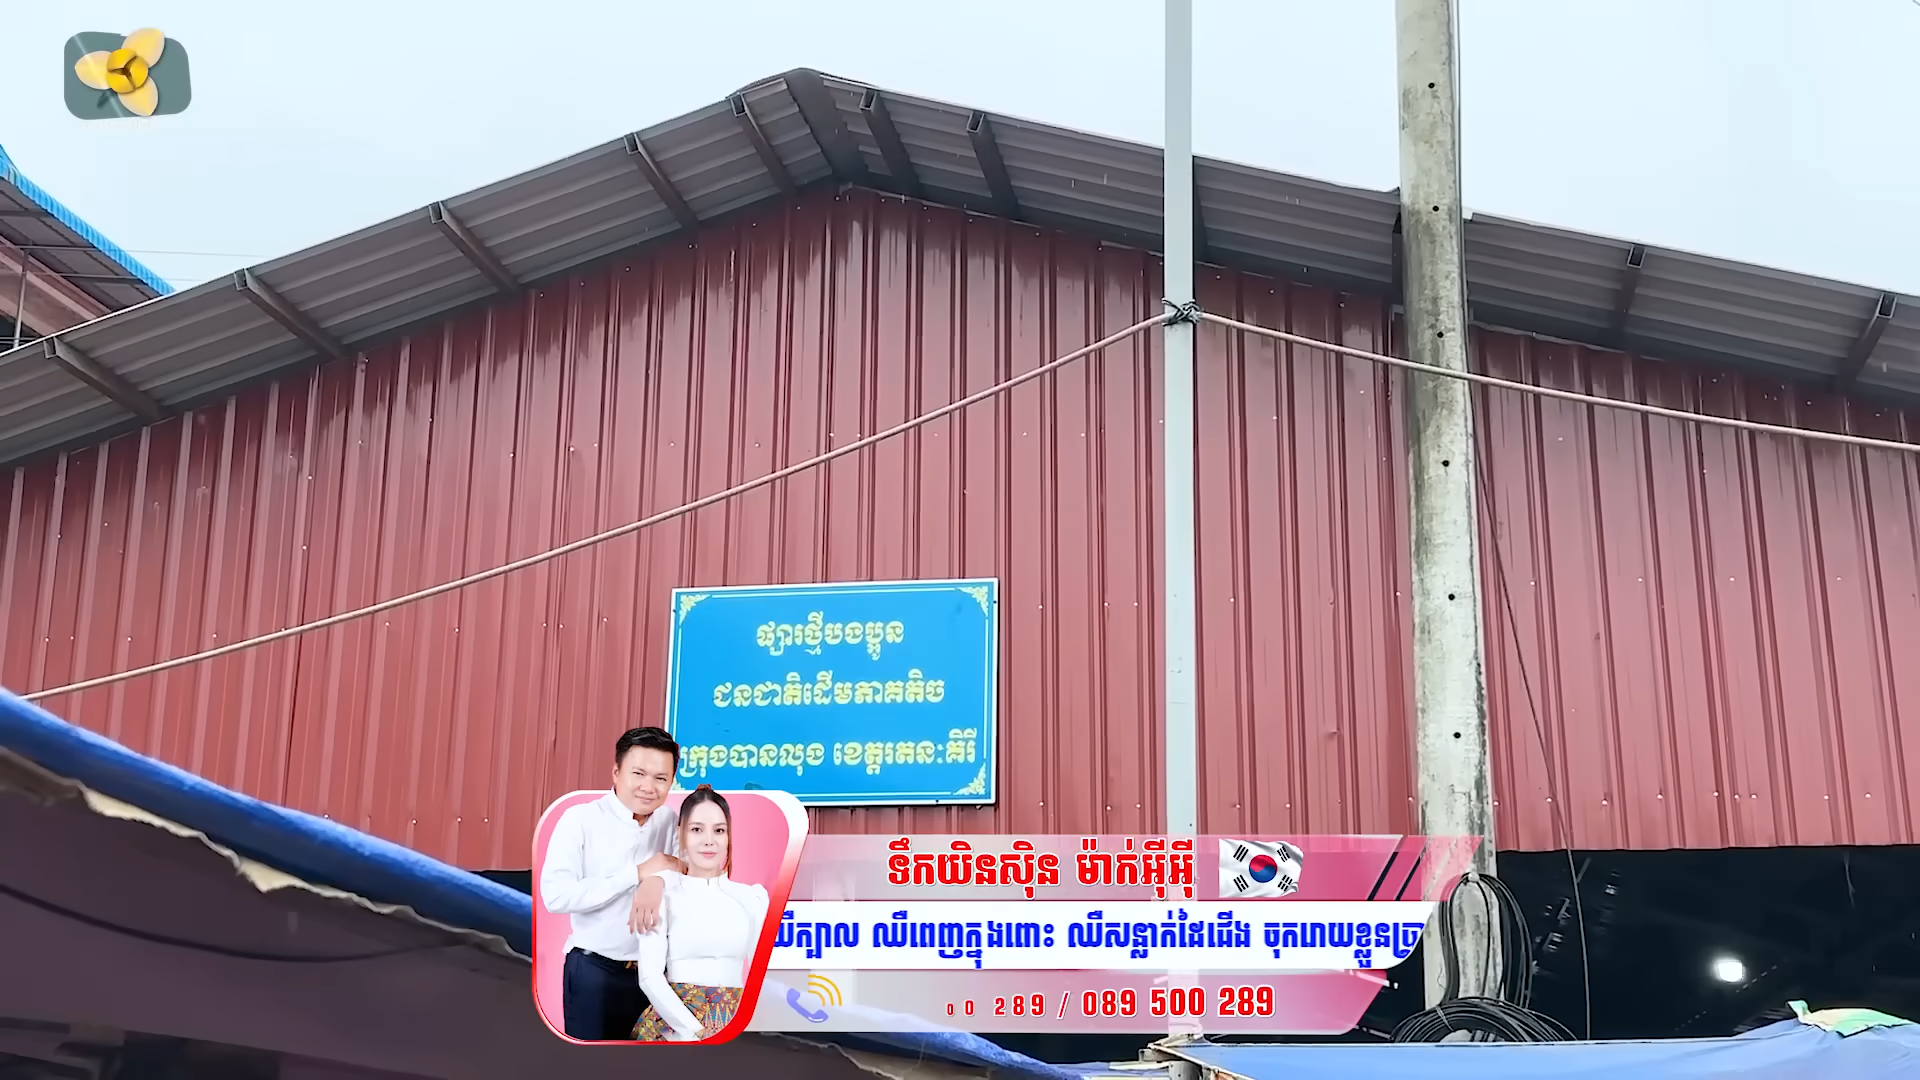 ផ្សារថ្មីបងប្អូន
ជនជាតិដើមភាគតិច
ក្រុងបានលុង ខេត្តរតនៈគិរី
ទឹកឃិនស៊ិន ម៉ាក់អ៊ីអ៊ី
ឈឺក្បាល ឈឺពេញក្នុងពោះ ឈឺសន្លាក់ដៃជើង ចុករោយខ្លួនប្រា
00 289 / 089 500 289